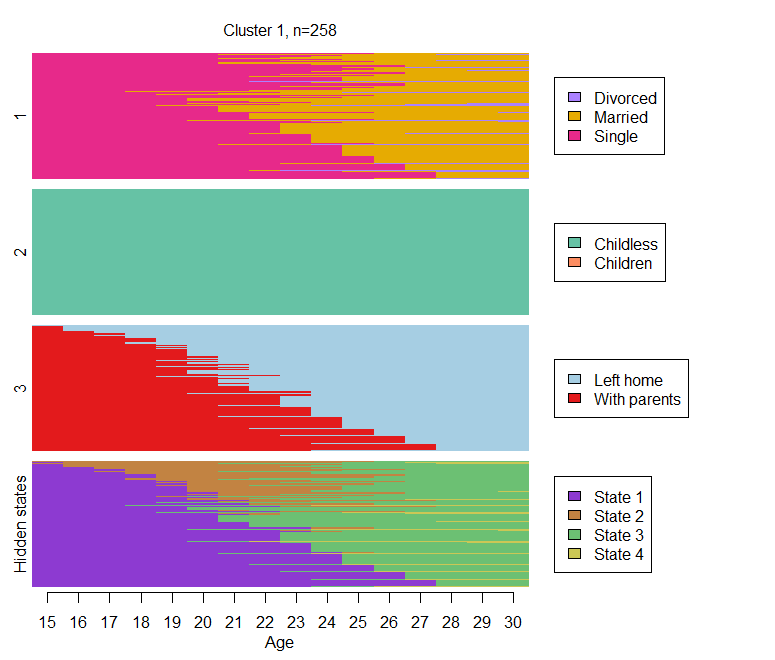 Cluster 1, n=258
1
Divorced
Married
Single
2
Childless
Children
3
Left home
With parents
Hidden states
State 1
State 2
State 3
State 4
15 16 17 18 19 20 21 22 23 24 25 26 27 28 29 30
Age